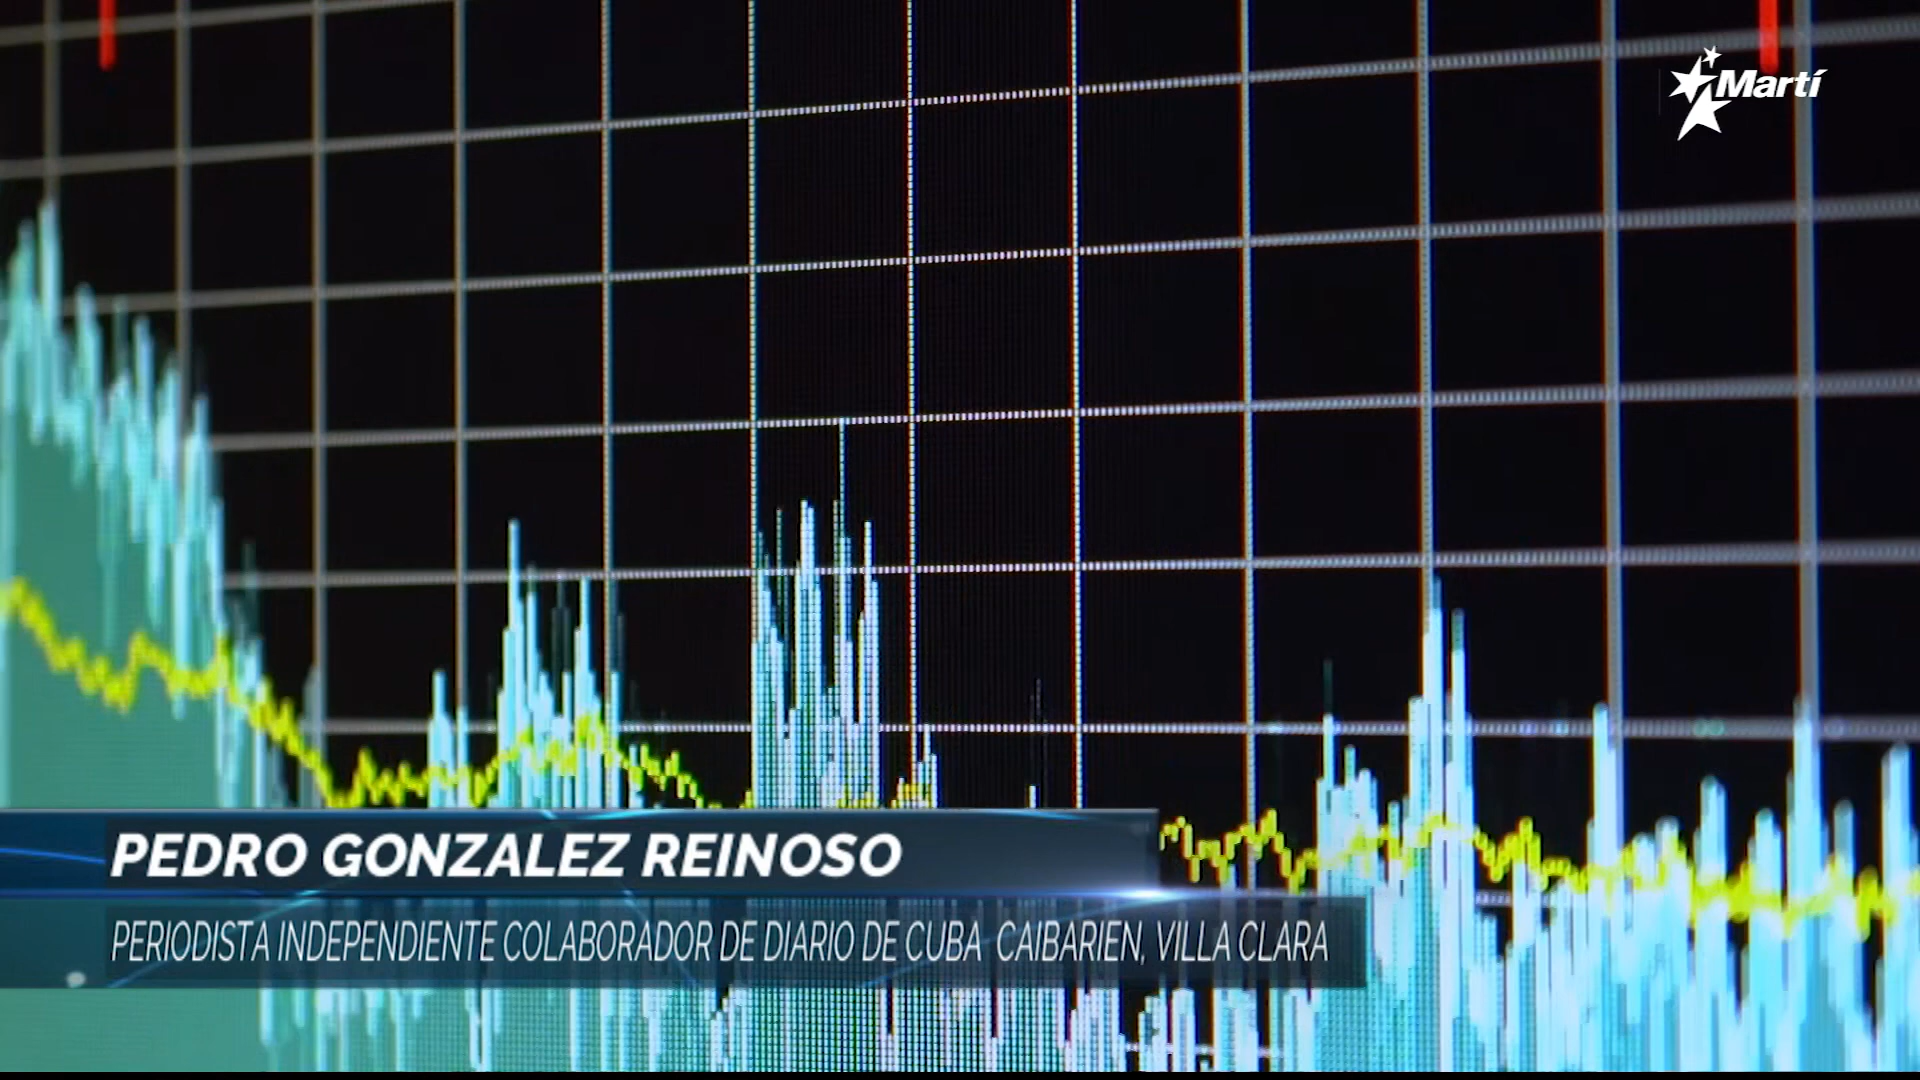 Martí
PEDRO GONZALEZ REINOSO
PERIODISTA INDEPENDIENTE COLABORADOR DE DIARIO DE CUBA CAIBARIEN, VILLA CLARA